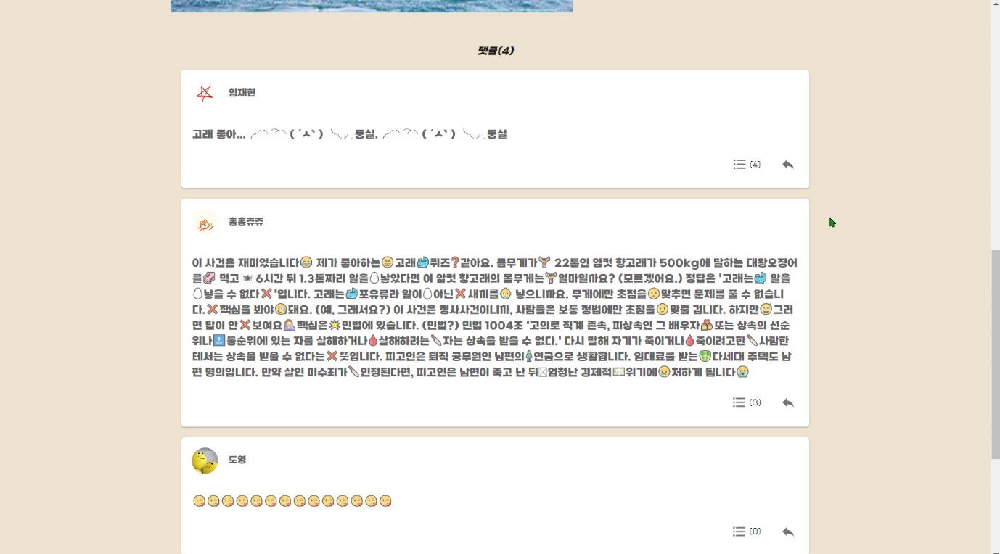 댓글(4)
임재현
고래 좋아... ╭◜◝ ͡ ◝ ( ´ㅅ` ) ╰◟◞ ͜ 둥실. ╭◜◝ ͡ ◝ ( ´ㅅ` ) ╰◟◞ ͜ 둥실
(4)
홍홍쥬쥬
이 사건은 재미있습니다😂 제가 좋아하는😆고래🐳퀴즈❓같아요. 몸무게가🏋 22톤인 암컷 향고래가 500kg에 달하는 대왕오징어
를🦑 먹고 🍽 6시간 뒤 1.3톤짜리 알을🥚낳았다면 이 암컷 향고래의 몸무게는🏋얼마일까요? (모르겠어요.) 정답은 '고래는🐳 알을
🥚낳을 수 없다❌'입니다. 고래는🐳포유류라 알이🥚아닌❌새끼를👶 낳으니까요. 무게에만 초점을🙁맞추면 문제를 풀 수 없습니
다.❌핵심을 봐야🧐돼요. (예, 그래서요?) 이 사건은 형사사건이니까, 사람들은 보통 형법에만 초점을🙁맞출 겁니다. 하지만😅그러
면 답이 안❌보여요🤷‍♀️핵심은🌟민법에 있습니다. (민법?) 민법 1004조 '고의로 직계 존속, 피상속인 그 배우자💑또는 상속의 선순
위나🔝동순위에 있는 자를 살해하거나🩸살해하려는🔪자는 상속을 받을 수 없다.' 다시 말해 자기가 죽이거나🩸죽이려고한🔪사람한
테서는 상속을 받을 수 없다는❌뜻입니다. 피고인은 퇴직 공무원인 남편의🧍‍♂️연금으로 생활합니다. 임대료를 받는🤑다세대 주택도 남
편 명의입니다. 만약 살인 미수죄가🔪인정된다면, 피고인은 남편이 죽고 난 뒤엄청난 경제적💵위기에😥처하게 됩니다😭
(3)
도영
😘😘😘😘😘😘😘😘😘😘😘😘😘😘
(0)